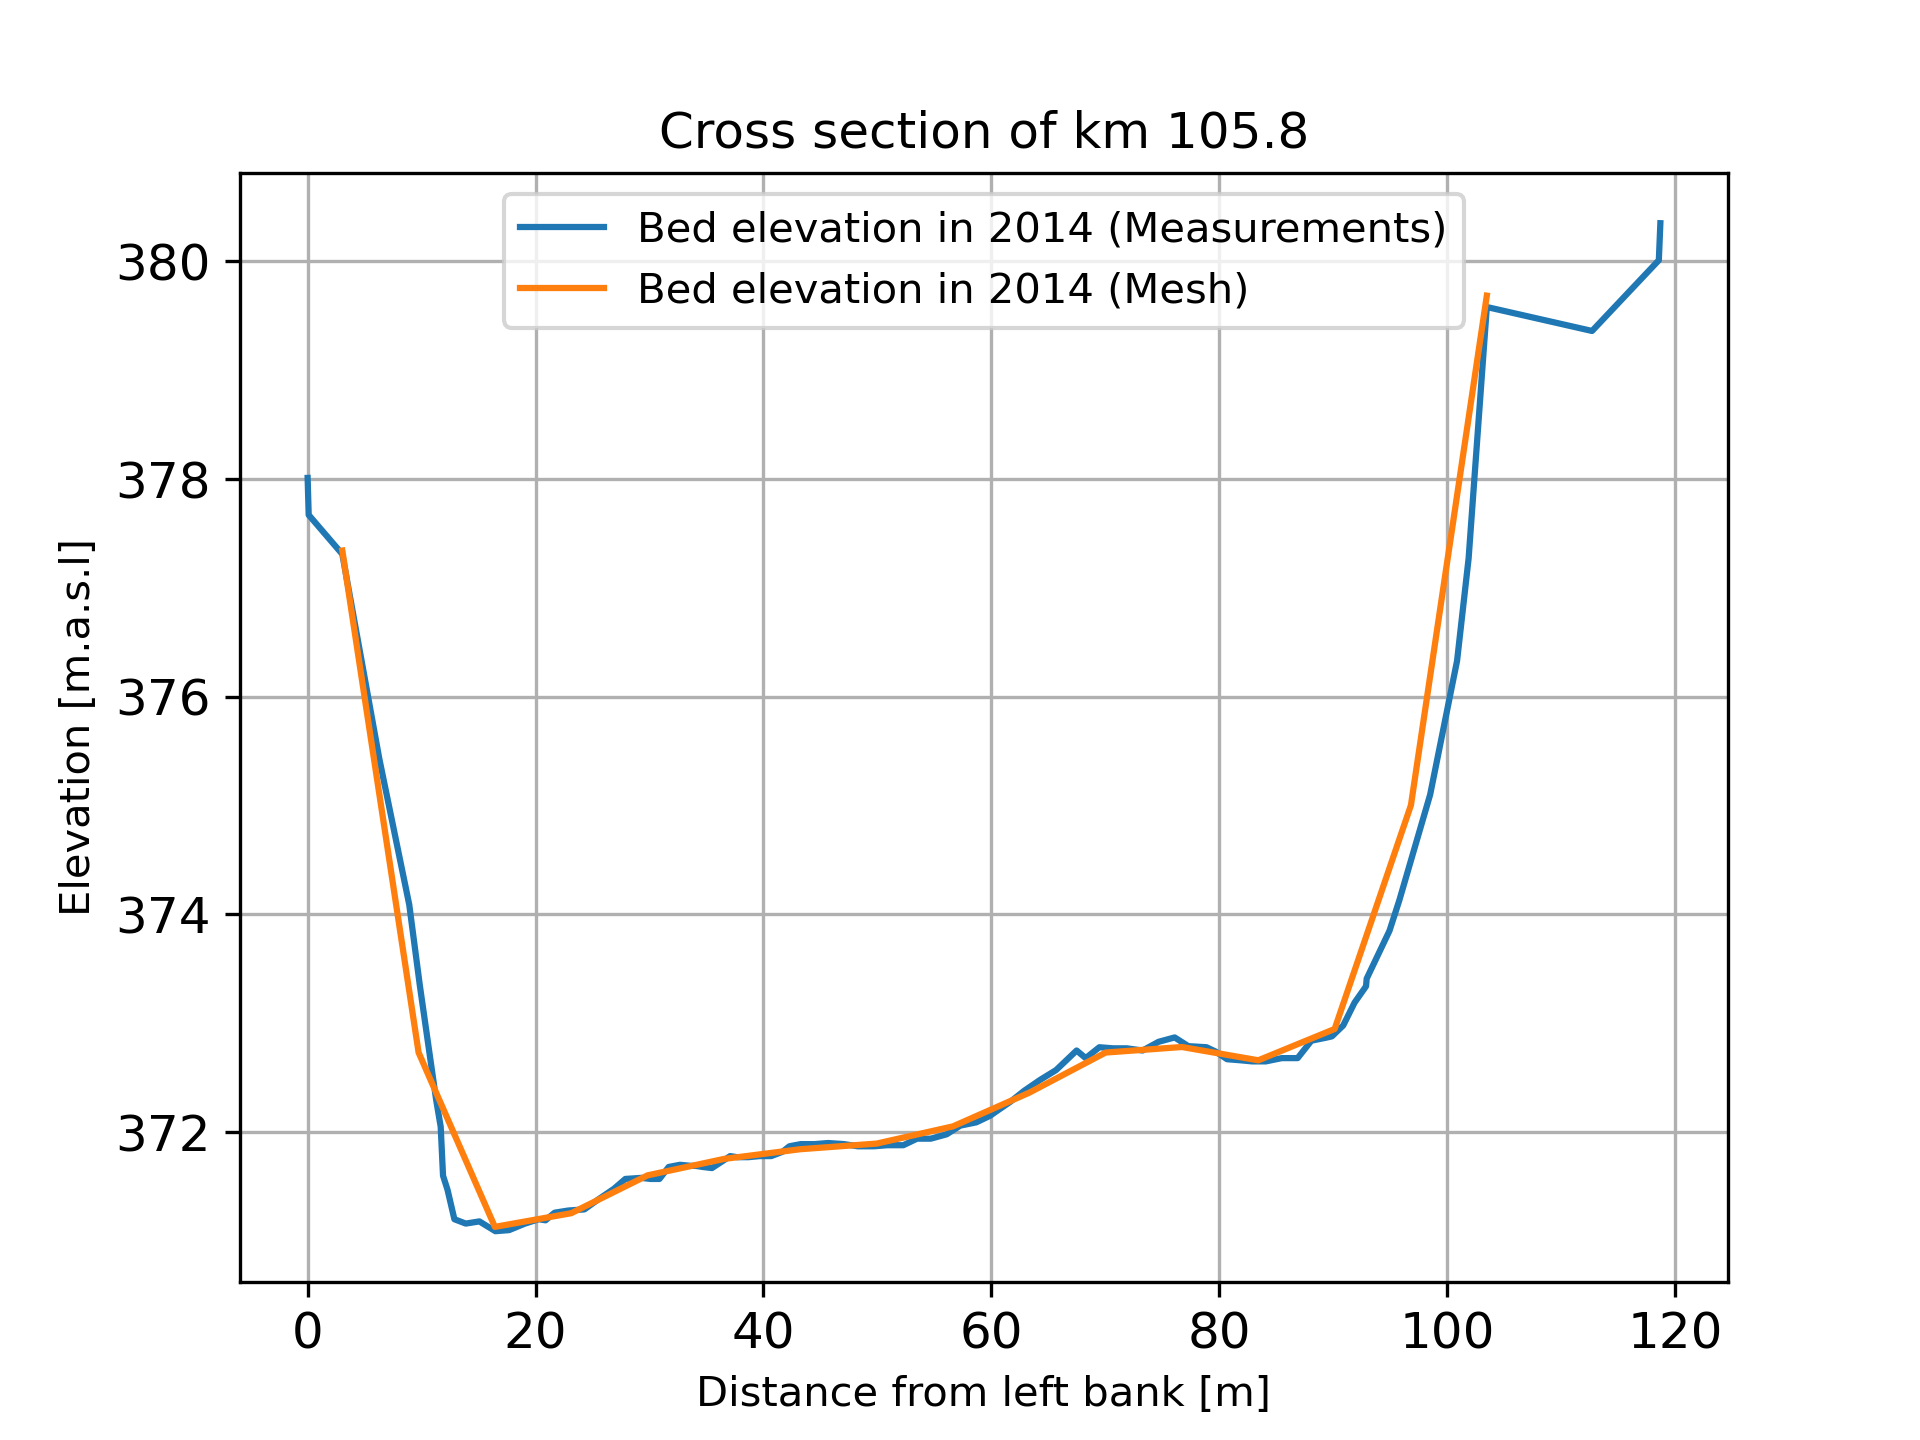 Cross section of km 105.8
Bed elevation in 2014 (Measurements)
Bed elevation in 2014 (Mesh)
380
378
376
374
372
Elevation [m.a.s.l]
0 20 40 60 80 100 120
Distance from left bank [m]